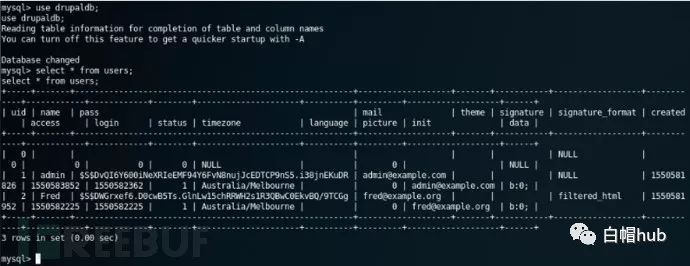 mysql> use drupaldb;
use drupaldb;
Reading table information for completion of table and column names
You can turn off this feature to get a quicker startup with -A

Database changed
mysql> select * from users;
select * from users;
| uid | name | pass | mail | theme | signature | signature_format | created
| access | login | status | timezone | language | picture | init | data |
| 0 | | | | | | NULL |
0 | 0 | 0 | 0 | NULL | | 0 | | NULL |
| 1 | admin | $S$DvQI6Y600iNeXRIeEMF94Y6FvN8nujJcEDTCP9nS5.i38jnEKuDR | admin@example.com | | | NULL | 1550581
826 | 1550583852 | 1550582362 | 1 | Australia/Melbourne | | 0 | admin@example.com | b:0; |
| 2 | Fred | $S$DWGrxef6.D0cwB5Ts.GlnLw15chRRWH2s1R3QBwC0EkvBQ/9TCGg | fred@example.org | | | filtered_html | 1550581
952 | 1550582225 | 1550582225 | 1 | Australia/Melbourne | | 0 | fred@example.org | b:0; |
3 rows in set (0.00 sec)

mysql>
REEBUF
白帽hub